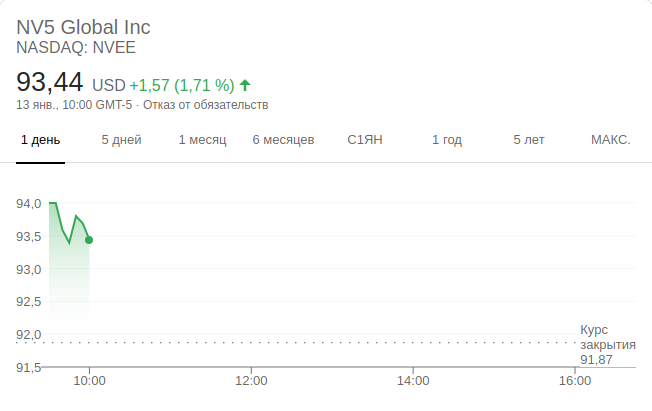 NV5 Global Inc
NASDAQ: NVEE
93,44 USD +1,57 (1,71 %)
13 янв., 10:00 GMT-5 · Отказ от обязательств
1 день 5 дней 1 месяц 6 месяцев С1ЯН 1 год 5 лет МАКС.
94,0
93,5
93,0
92,5
92,0
91,5
Курс
закрытия
91,87
10:00 12:00 14:00 16:00